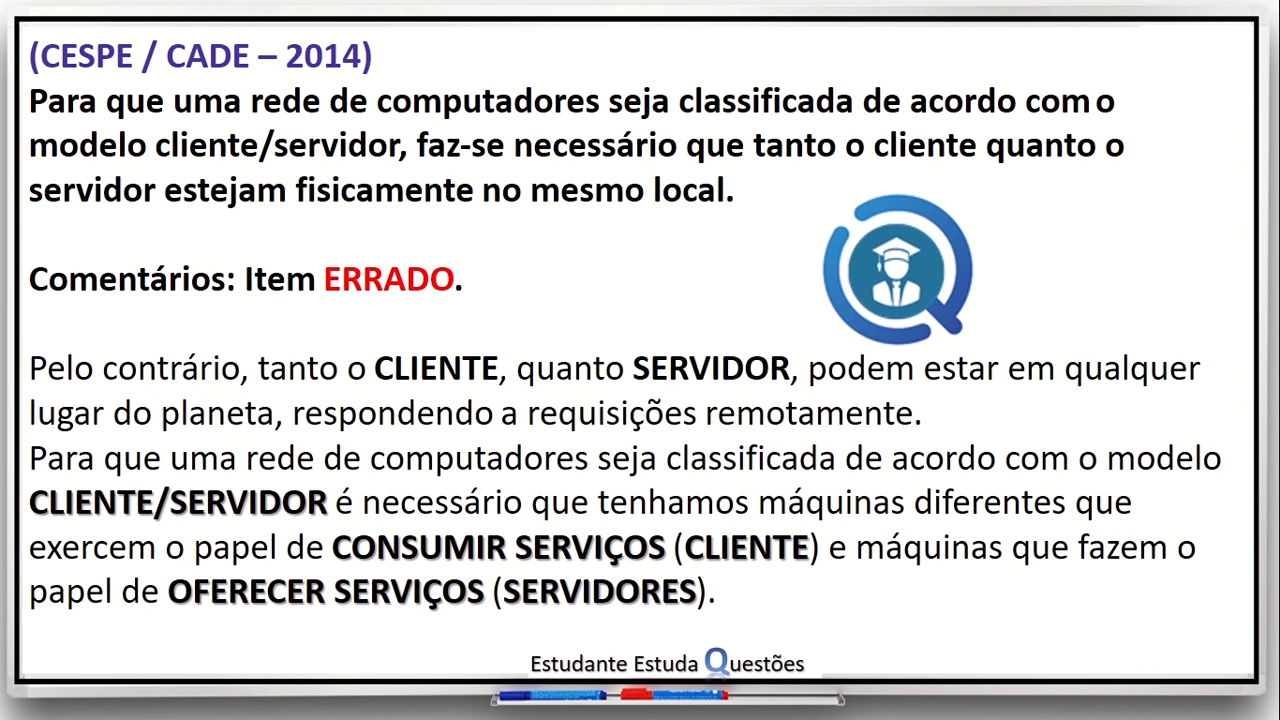 (CESPE / CADE – 2014)
Para que uma rede de computadores seja classificada de acordo com o
modelo cliente/servidor, faz-se necessário que tanto o cliente quanto o
servidor estejam fisicamente no mesmo local.
Comentários: Item ERRADO.
Pelo contrário, tanto o CLIENTE, quanto SERVIDOR, podem estar em qualquer
lugar do planeta, respondendo a requisições remotamente.
Para que uma rede de computadores seja classificada de acordo com o modelo
CLIENTE/SERVIDOR é necessário que tenhamos máquinas diferentes que
exercem o papel de CONSUMIR SERVIÇOS (CLIENTE) e máquinas que fazem o
papel de OFERECER SERVIÇOS (SERVIDORES).
Estudante Estuda Questões